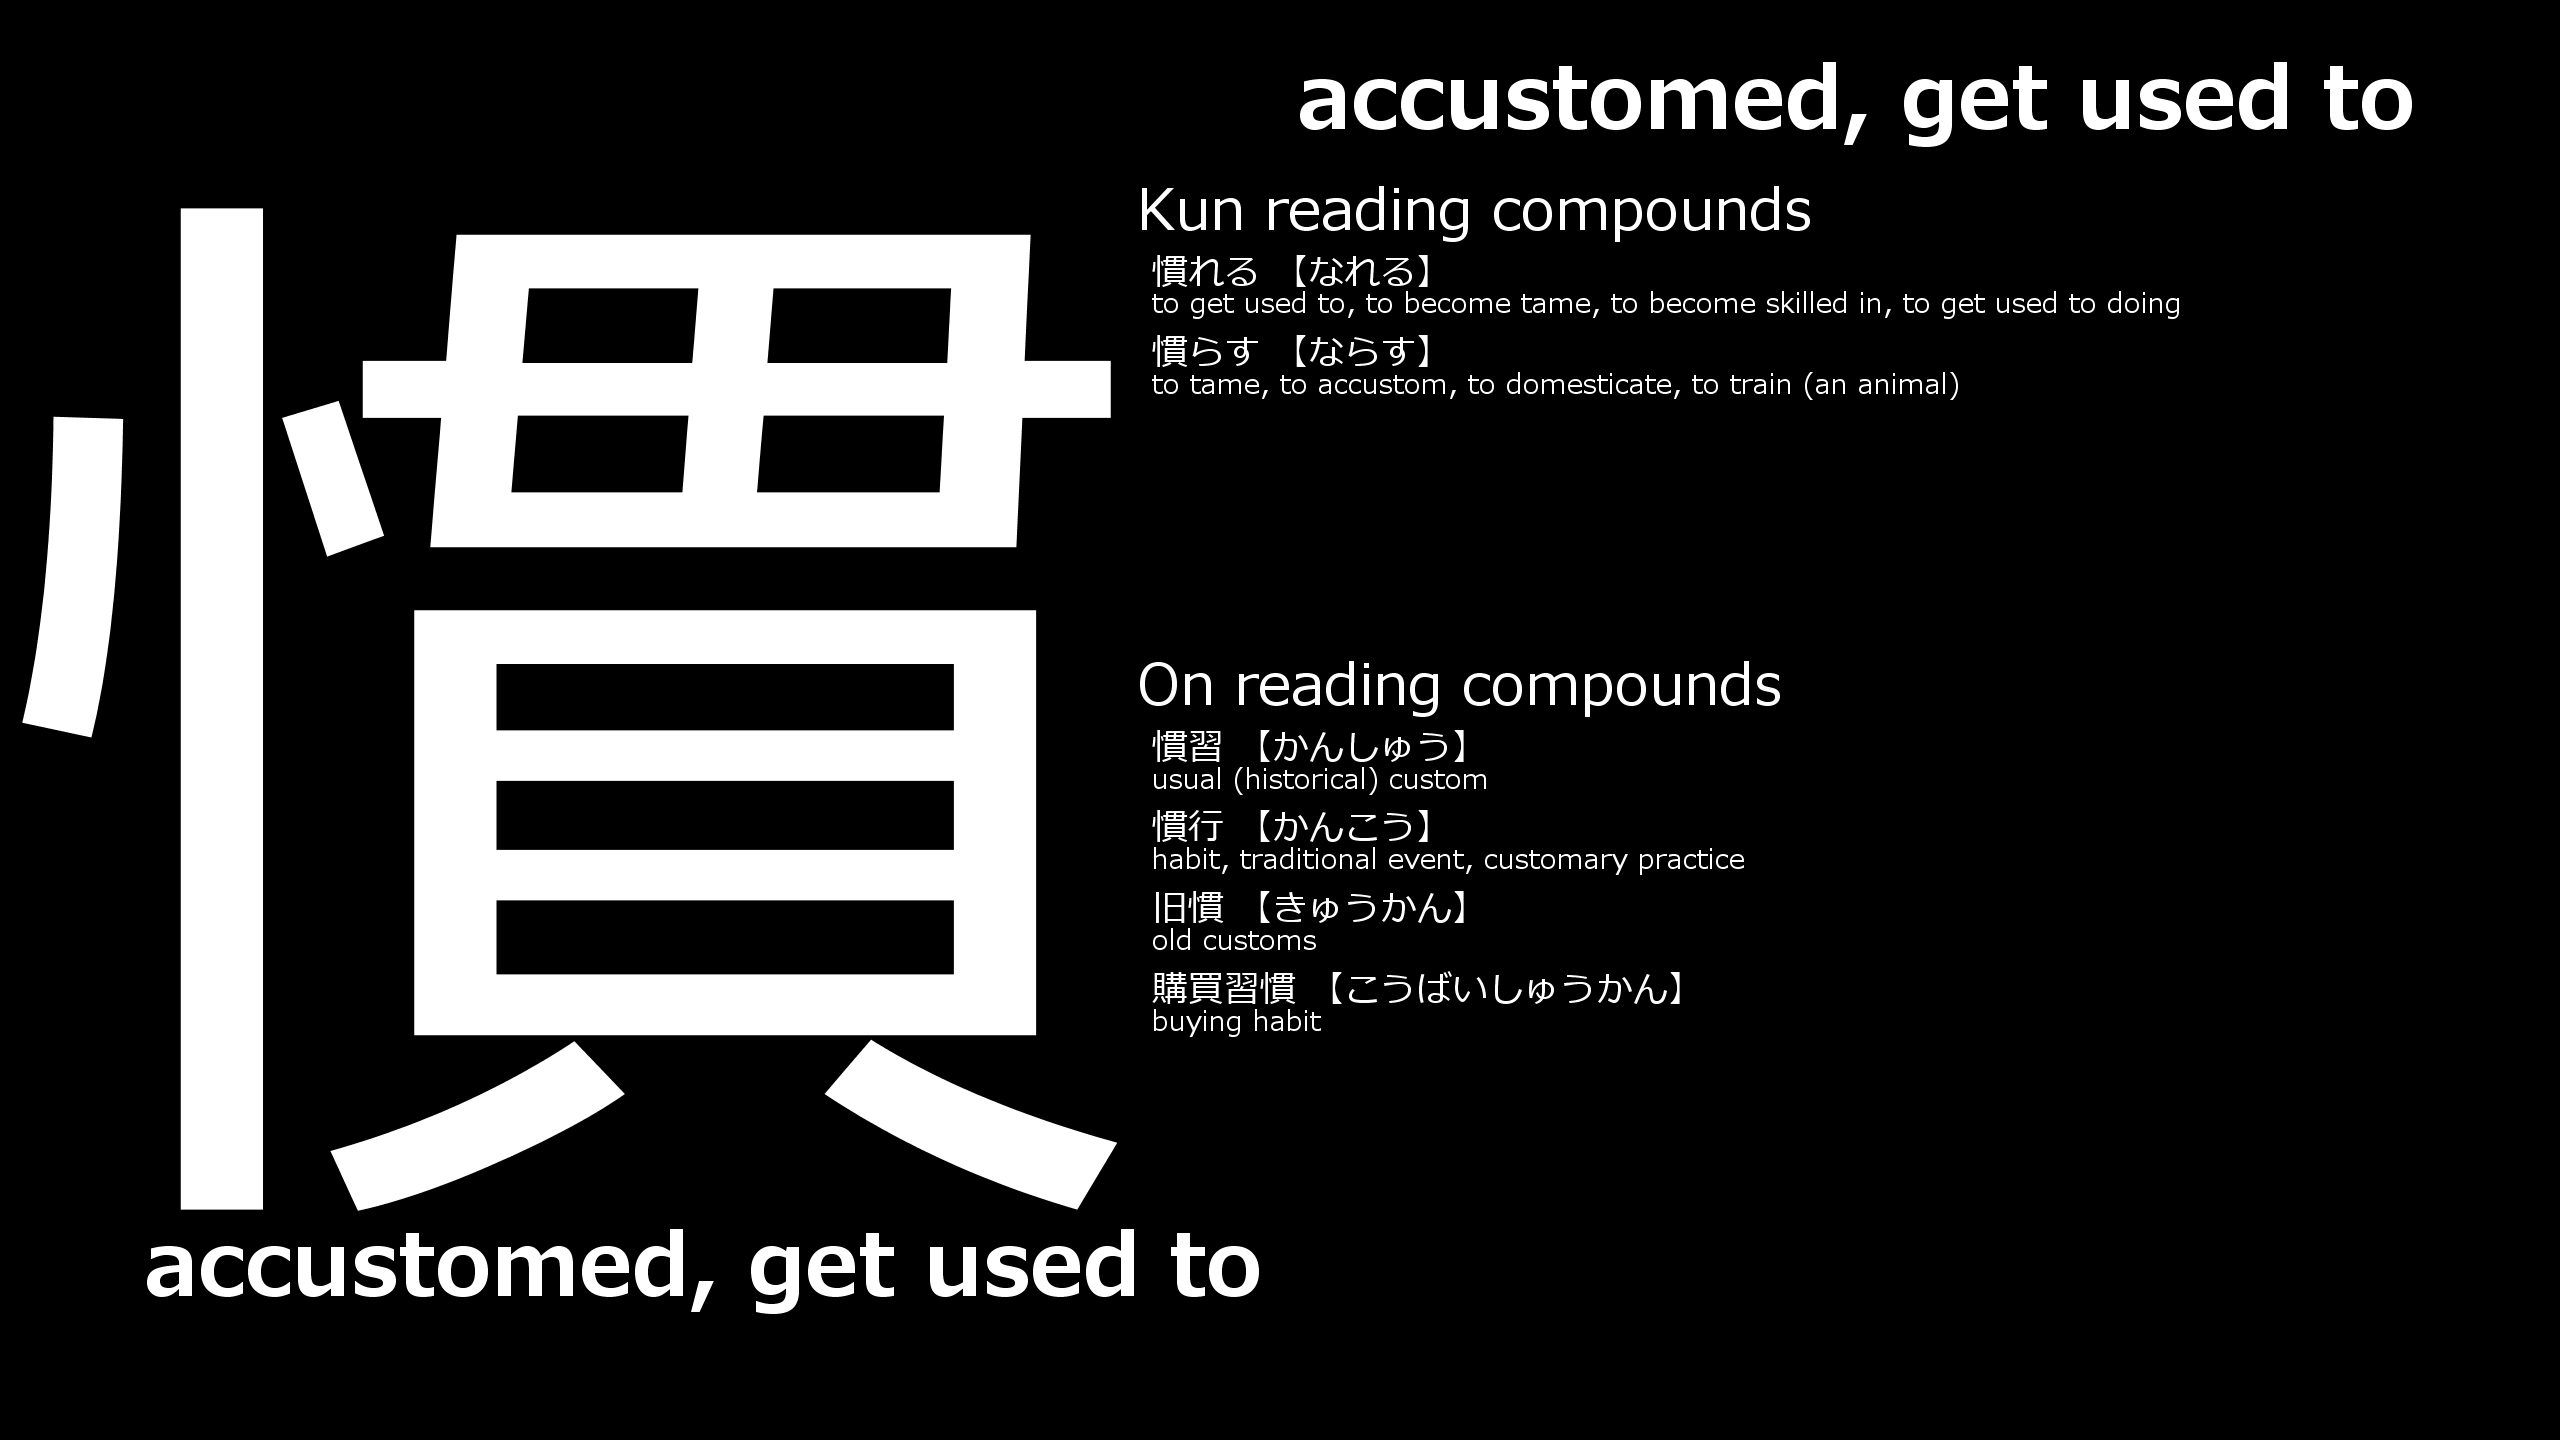 accustomed, get used to
慣
Kun reading compounds
慣れる 【なれる】
to get used to, to become tame, to become skilled in, to get used to doing
慣らす 【ならす】
to tame, to accustom, to domesticate, to train (an animal)
On reading compounds
慣習 【かんしゅう】
usual (historical) custom
慣行 【かんこう】
habit, traditional event, customary practice
旧慣 【きゅうかん】
old customs
購買習慣 【こうばいしゅうかん】
buying habit
accustomed, get used to